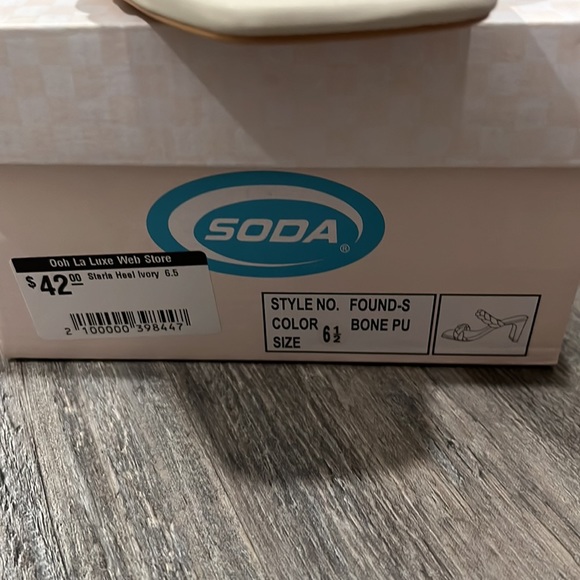 SODA
®
Ooh La Luxe Web Store
$42.00 Starla Heel Ivory 6.5
2 100000 398447
STYLE NO. FOUND-S
COLOR BONE PU
SIZE 6½